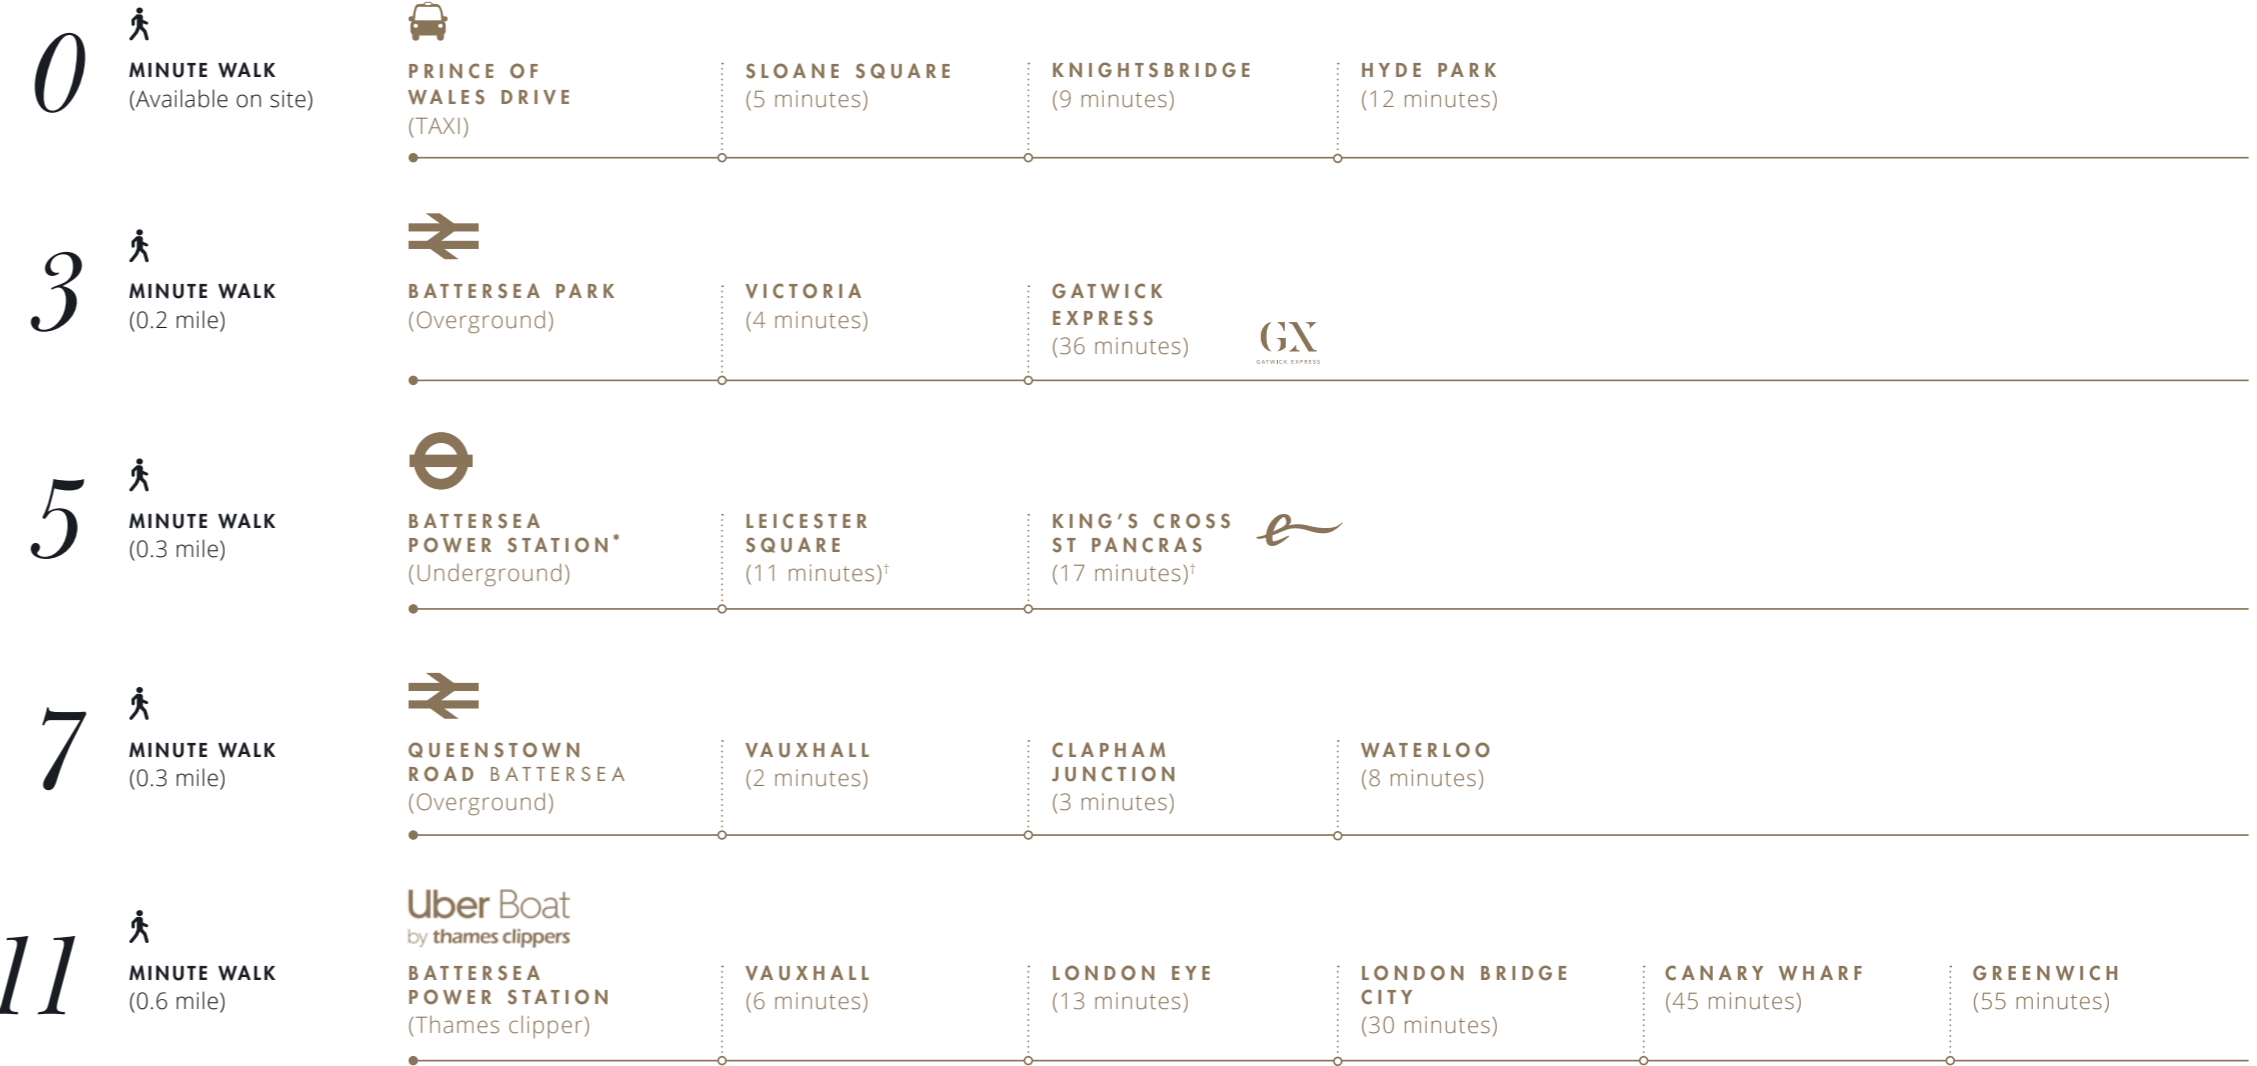 0
MINUTE WALK
(Available on site)
PRINCE OF
WALES DRIVE
(TAXI)
SLOANE SQUARE
(5 minutes)
KNIGHTSBRIDGE
(9 minutes)
HYDE PARK
(12 minutes)
3
MINUTE WALK
(0.2 mile)
BATTERSEA PARK
(Overground)
VICTORIA
(4 minutes)
GATWICK
EXPRESS
(36 minutes)
GX
GATWICK EXPRESS
5
MINUTE WALK
(0.3 mile)
BATTERSEA
POWER STATION*
(Underground)
LEICESTER
SQUARE
(11 minutes)†
KING'S CROSS
ST PANCRAS
(17 minutes)†
e
7
MINUTE WALK
(0.3 mile)
QUEENSTOWN
ROAD BATTERSEA
(Overground)
VAUXHALL
(2 minutes)
CLAPHAM
JUNCTION
(3 minutes)
WATERLOO
(8 minutes)
11
MINUTE WALK
(0.6 mile)
Uber Boat
by thames clippers
BATTERSEA
POWER STATION
(Thames clipper)
VAUXHALL
(6 minutes)
LONDON EYE
(13 minutes)
LONDON BRIDGE
CITY
(30 minutes)
CANARY WHARF
(45 minutes)
GREENWICH
(55 minutes)